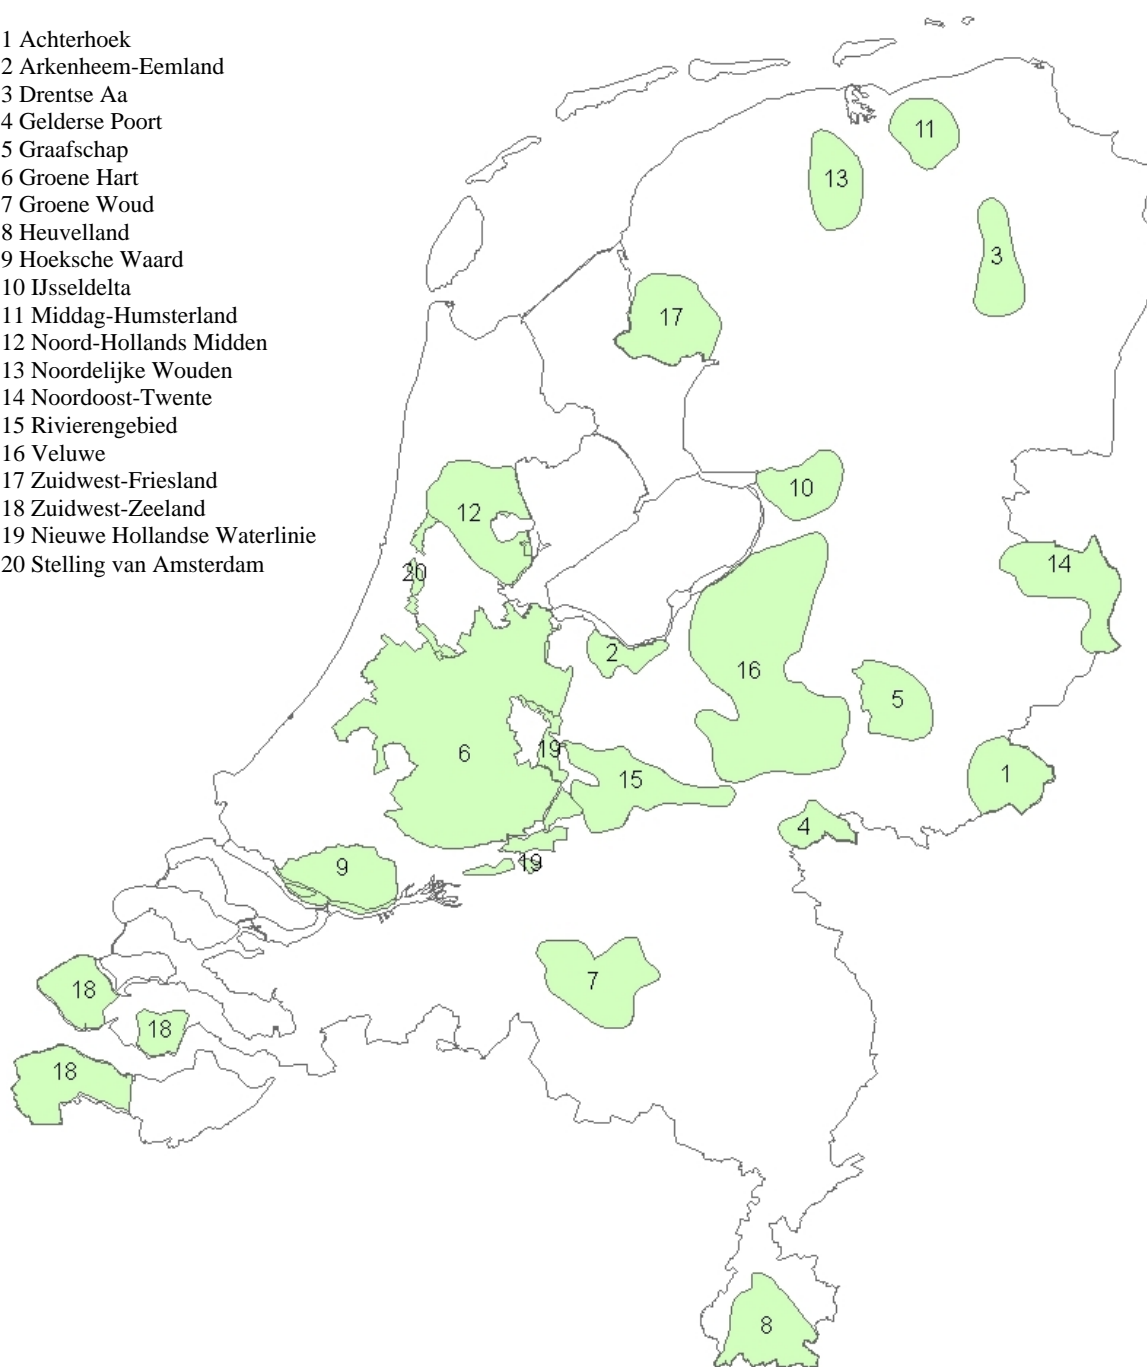 1 Achterhoek
2 Arkenheem-Eemland
3 Drentse Aa
4 Gelderse Poort
5 Graafschap
6 Groene Hart
7 Groene Woud
8 Heuvelland
9 Hoeksche Waard
10 IJsseldelta
11 Middag-Humsterland
12 Noord-Hollands Midden
13 Noordelijke Wouden
14 Noordoost-Twente
15 Rivierengebied
16 Veluwe
17 Zuidwest-Friesland
18 Zuidwest-Zeeland
19 Nieuwe Hollandse Waterlinie
20 Stelling van Amsterdam
11
13
3
17
10
12
14
20
2
16
5
19
6
1
15
4
19
9
7
18
18
18
8